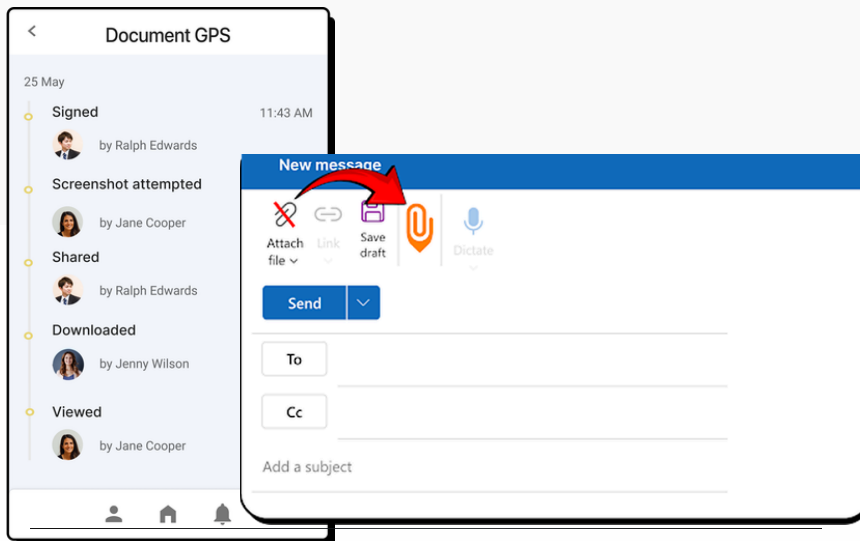 Document GPS
25 May
Signed
11:43 AM
by Ralph Edwards
Screenshot attempted
by Jane Cooper
Shared
by Ralph Edwards
Downloaded
by Jenny Wilson
Viewed
by Jane Cooper
New message
Attach
file
Link
Save
draft
Dictate
Send
To
Cc
Add a subject